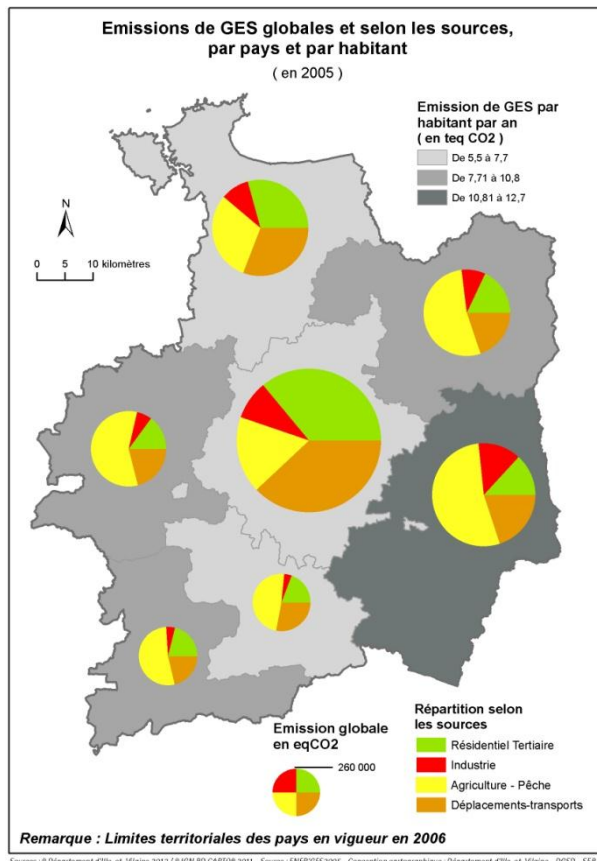 Emissions de GES globales et selon les sources,
par pays et par habitant
( en 2005 )
Emission de GES par
habitant par an
( en teq CO2 )
De 5,5 à 7,7
De 7,71 à 10,8
De 10,81 à 12,7
N
0 5 10 kilomètres
Emission globale
en eqCO2
260 000
Répartition selon
les sources
Résidentiel Tertiaire
Industrie
Agriculture - Pêche
Déplacements-transports
Remarque : Limites territoriales des pays en vigueur en 2006